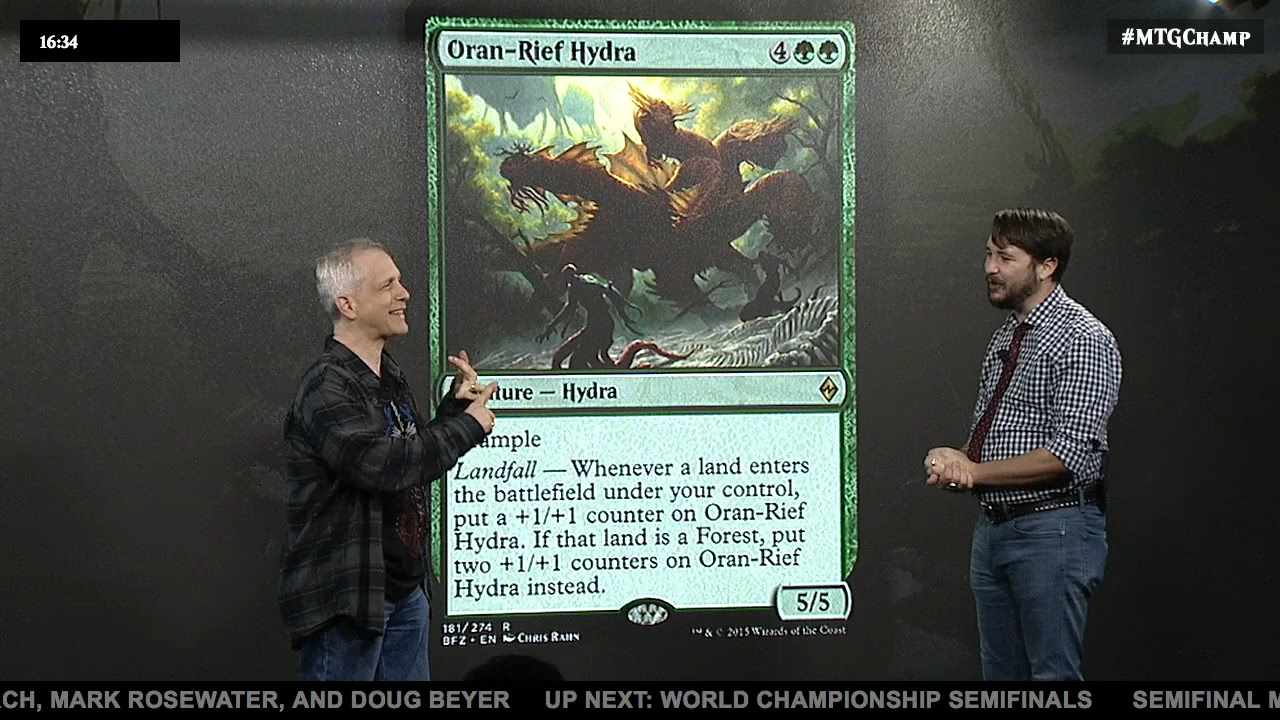 16:34
#MTGChamp
Oran-Rief Hydra 4
ture — Hydra
ample
Landfall — Whenever a land enters
the battlefield under your control,
put a +1/+1 counter on Oran-Rief
Hydra. If that land is a Forest, put
two +1/+1 counters on Oran-Rief
Hydra instead.
5/5
181/274 R
BFZ • EN Chris Rahn
™ & © 2015 Wizards of the Coast
CH, MARK ROSEWATER, AND DOUG BEYER UP NEXT: WORLD CHAMPIONSHIP SEMIFINALS SEMIFINAL M